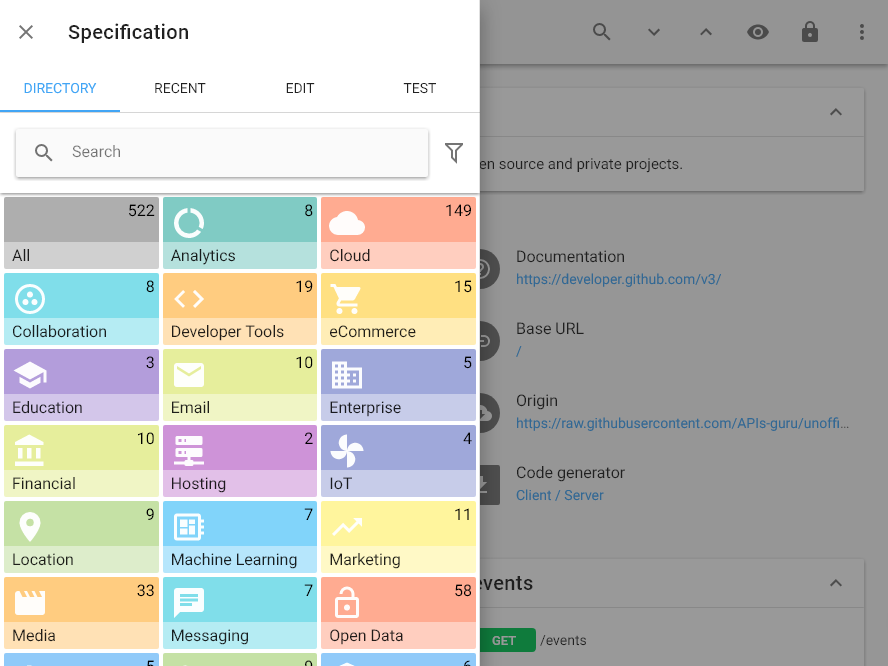 Specification
DIRECTORY RECENT EDIT TEST
Search
522 8 149
All Analytics Cloud
8 19 15
Collaboration Developer Tools eCommerce
3 10 5
Education Email Enterprise
10 2 4
Financial Hosting IoT
9 7 11
Location Machine Learning Marketing
33 7 58
Media Messaging Open Data
5 9 6
en source and private projects.
Documentation
https://developer.github.com/v3/
Base URL
/
Origin
https://raw.githubusercontent.com/APIs-guru/unoffi…
Code generator
Client / Server
events
GET /events